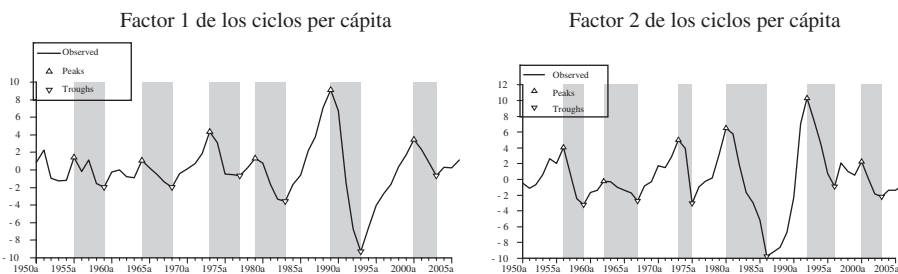 Factor 1 de los ciclos per cápita
Observed
Peaks
Troughs
10
8
6
4
2
0
- 2
- 4
- 6
- 8
- 10
1950a 1955a 1960a 1965a 1970a 1975a 1980a 1985a 1990a 1995a 2000a 2005a
Factor 2 de los ciclos per cápita
Observed
Peaks
Troughs
12
10
8
6
4
2
0
- 2
- 4
- 6
- 8
- 10
1950a 1955a 1960a 1965a 1970a 1975a 1980a 1985a 1990a 1995a 2000a 2005a